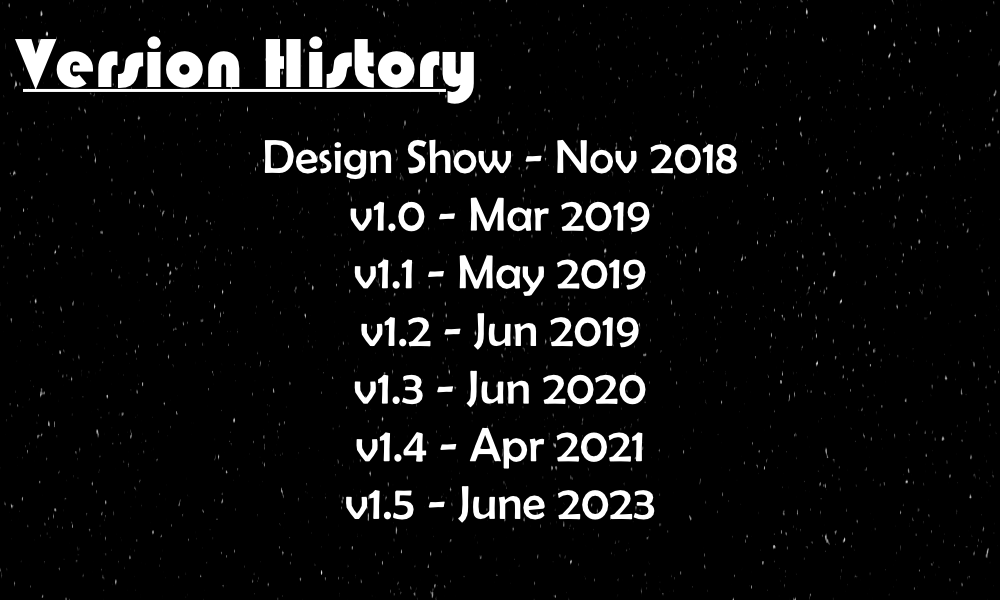 Version History
Design Show - Nov 2018
v1.0 - Mar 2019
v1.1 - May 2019
v1.2 - Jun 2019
v1.3 - Jun 2020
v1.4 - Apr 2021
v1.5 - June 2023